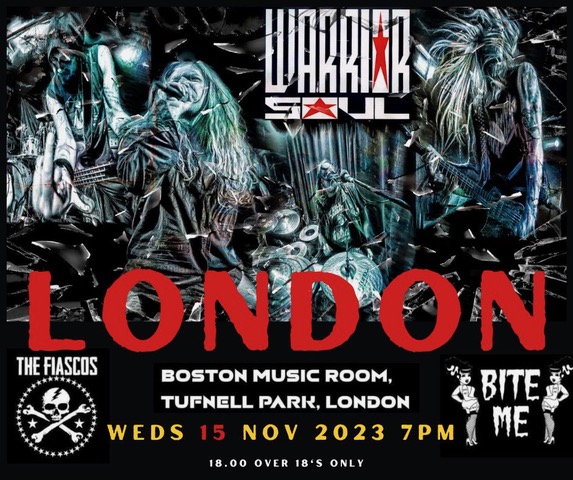 WARRIOR
SOUL
LONDON
THE FIASCOS
BOSTON MUSIC ROOM,
TUFNELL PARK, LONDON
BITE
ME
WEDS 15 NOV 2023 7PM
18.00 OVER 18'S ONLY